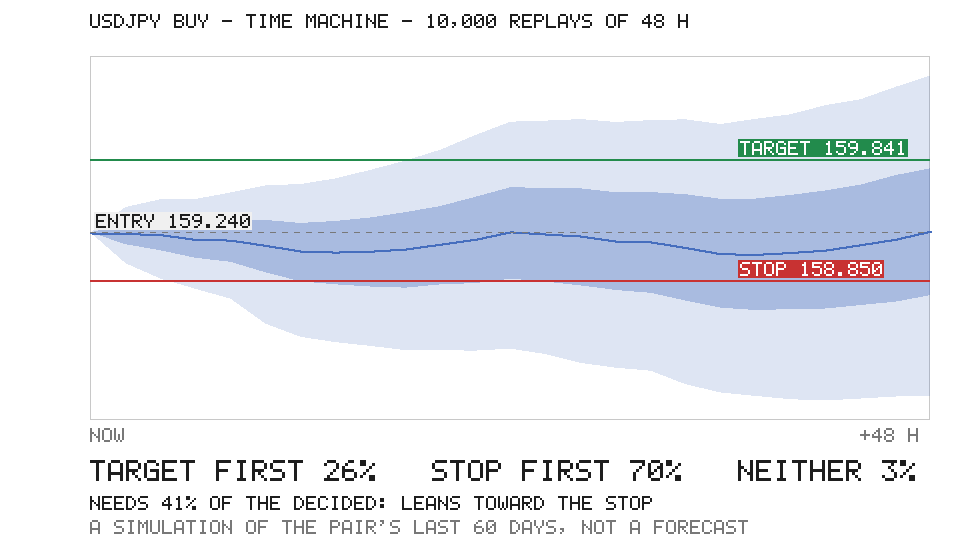 USDJPY BUY - TIME MACHINE - 10,000 REPLAYS OF 48 H
TARGET 159.841
ENTRY 159.240
STOP 158.850
NOW +48 H
TARGET FIRST 26% STOP FIRST 70% NEITHER 3%
NEEDS 41% OF THE DECIDED: LEANS TOWARD THE STOP
A SIMULATION OF THE PAIR'S LAST 60 DAYS, NOT A FORECAST